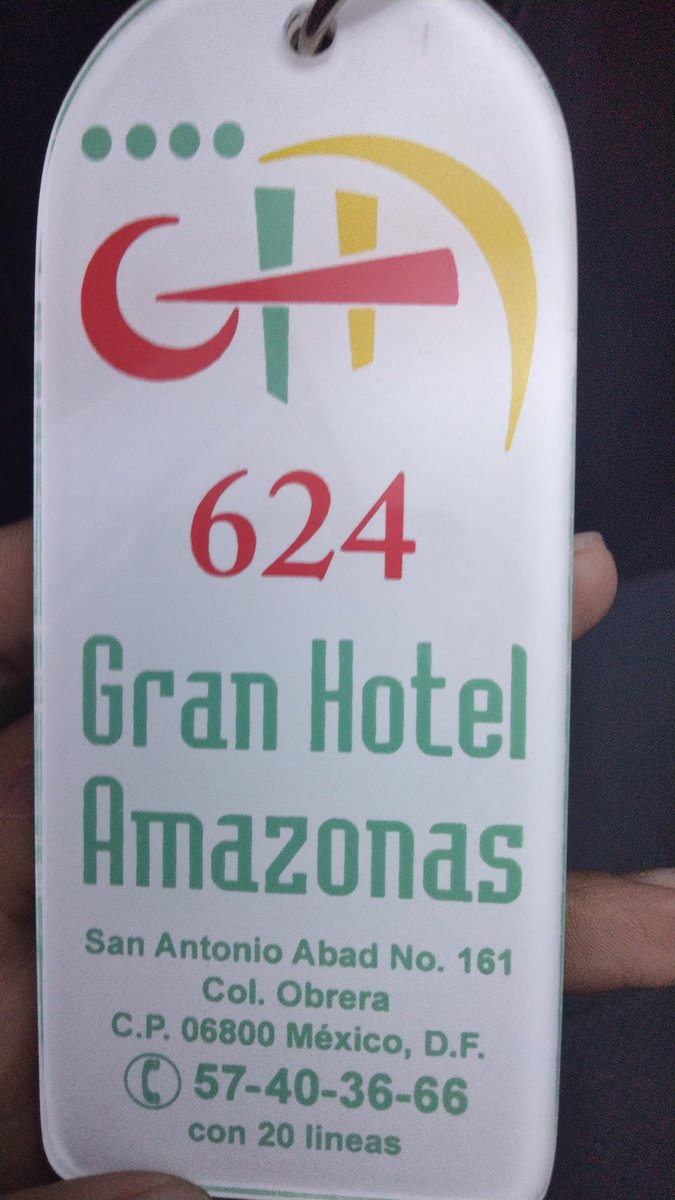 624
Gran Hotel
Amazonas
San Antonio Abad No. 161
Col. Obrera
C.P. 06800 México, D.F.
57-40-36-66
con 20 lineas